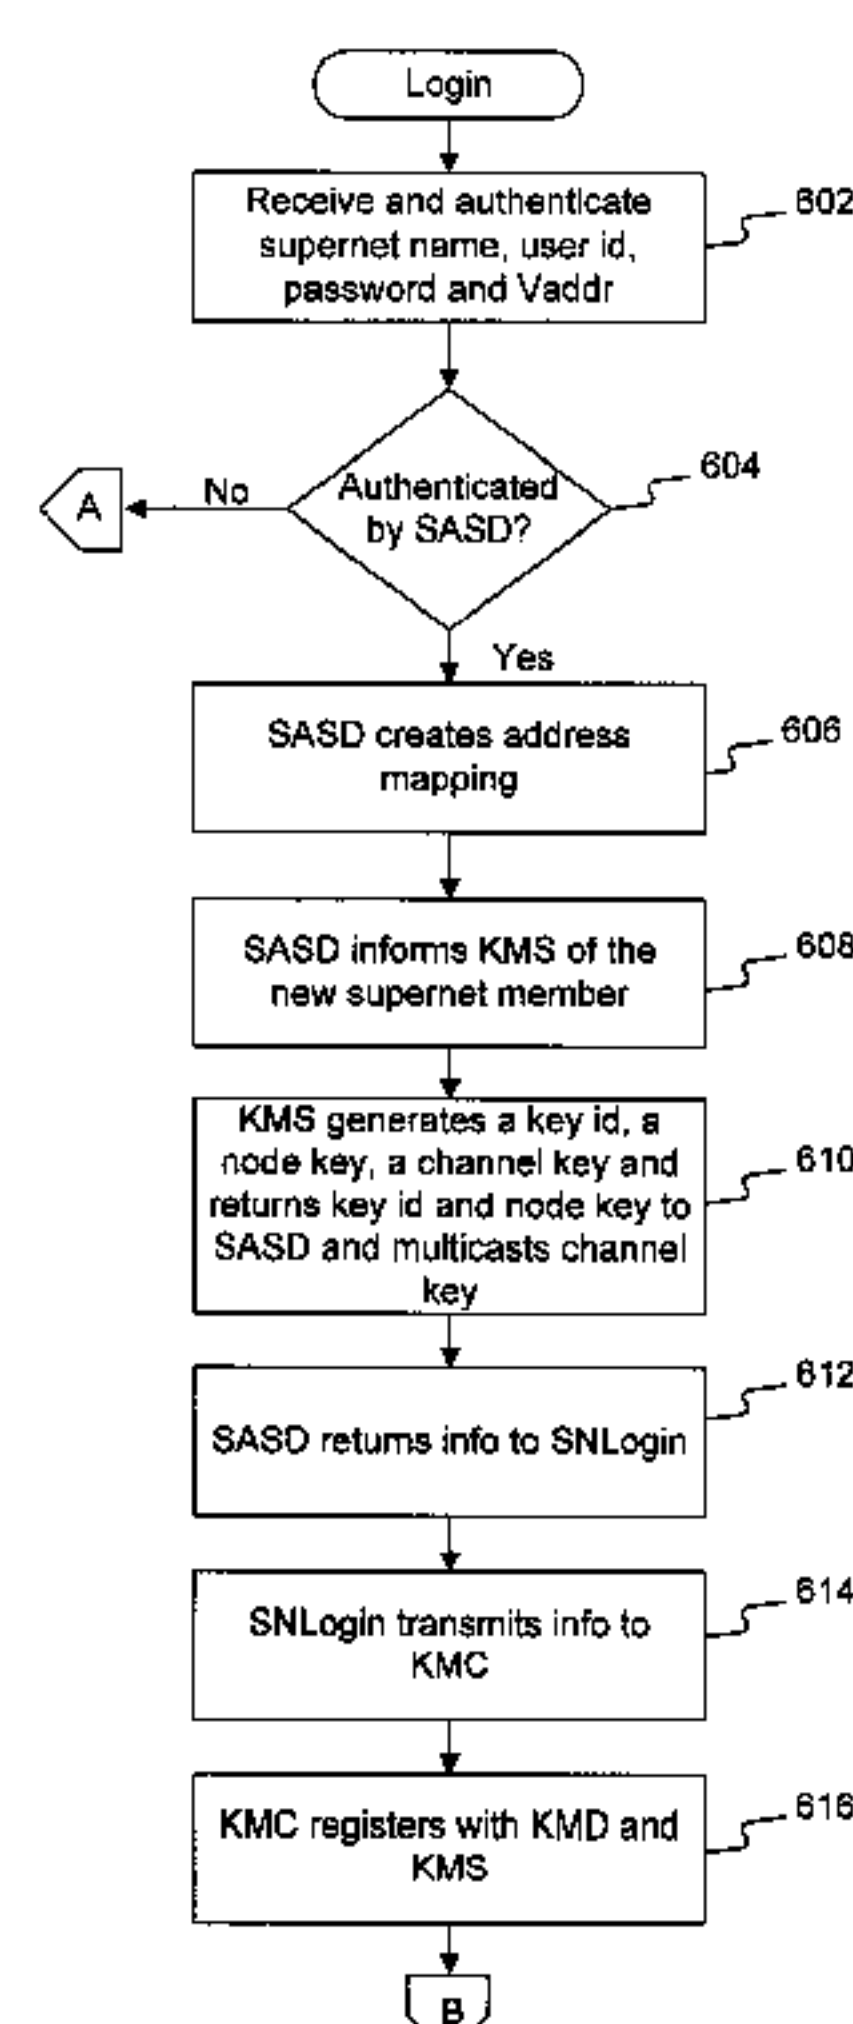 Login
Receive and authenticate
supernet name, user id,
password and Vaddr
602
Authenticated
by SASD?
604
No
A
Yes
SASD creates address
mapping
606
SASD informs KMS of the
new supernet member
608
KMS generates a key id, a
node key, a channel key and
returns key id and node key to
SASD and multicasts channel
key
610
SASD returns info to SNLogin
612
SNLogin transmits info to
KMC
614
KMC registers with KMD and
KMS
616
B